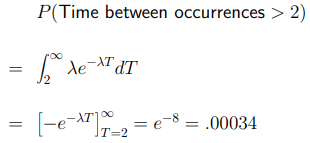 P(Time between occurrences > 2)
= ∫₂^∞ λe^{−λT} dT
= [−e^{−λT}]_{T=2}^∞ = e^{−8} = .00034